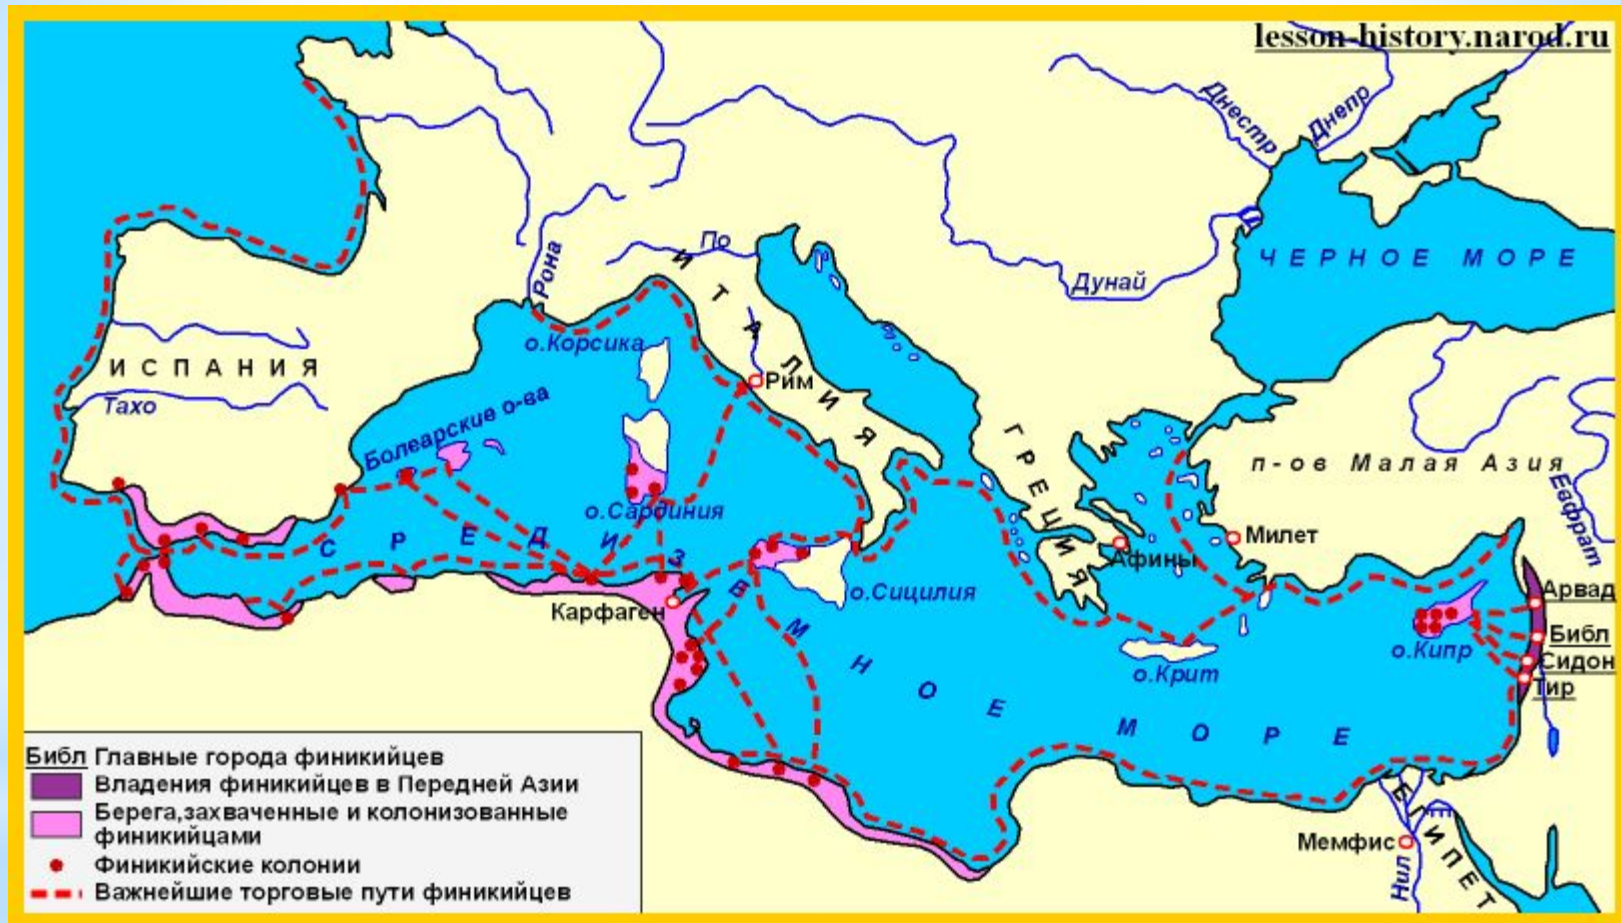 lesson-history.narod.ru
Днестр
Днепр
ЧЕРНОЕ МОРЕ
Рона
По
Дунай
ИТАЛИЯ
о.Корсика
ИСПАНИЯ
Тахо
Рим
Болеарские о-ва
ГРЕЦИЯ
п-ов Малая Азия
Евфрат
о.Сардиния
СРЕДИЗЕМНОЕ МОРЕ
Милет
Афины
Карфаген
о.Сицилия
Арвад
Библ
о.Кипр
Сидон
о.Крит
Тир
ЕГИПЕТ
Мемфис
Нил
Библ Главные города финикийцев
Владения финикийцев в Передней Азии
Берега,захваченные и колонизованные
финикийцами
Финикийские колонии
Важнейшие торговые пути финикийцев